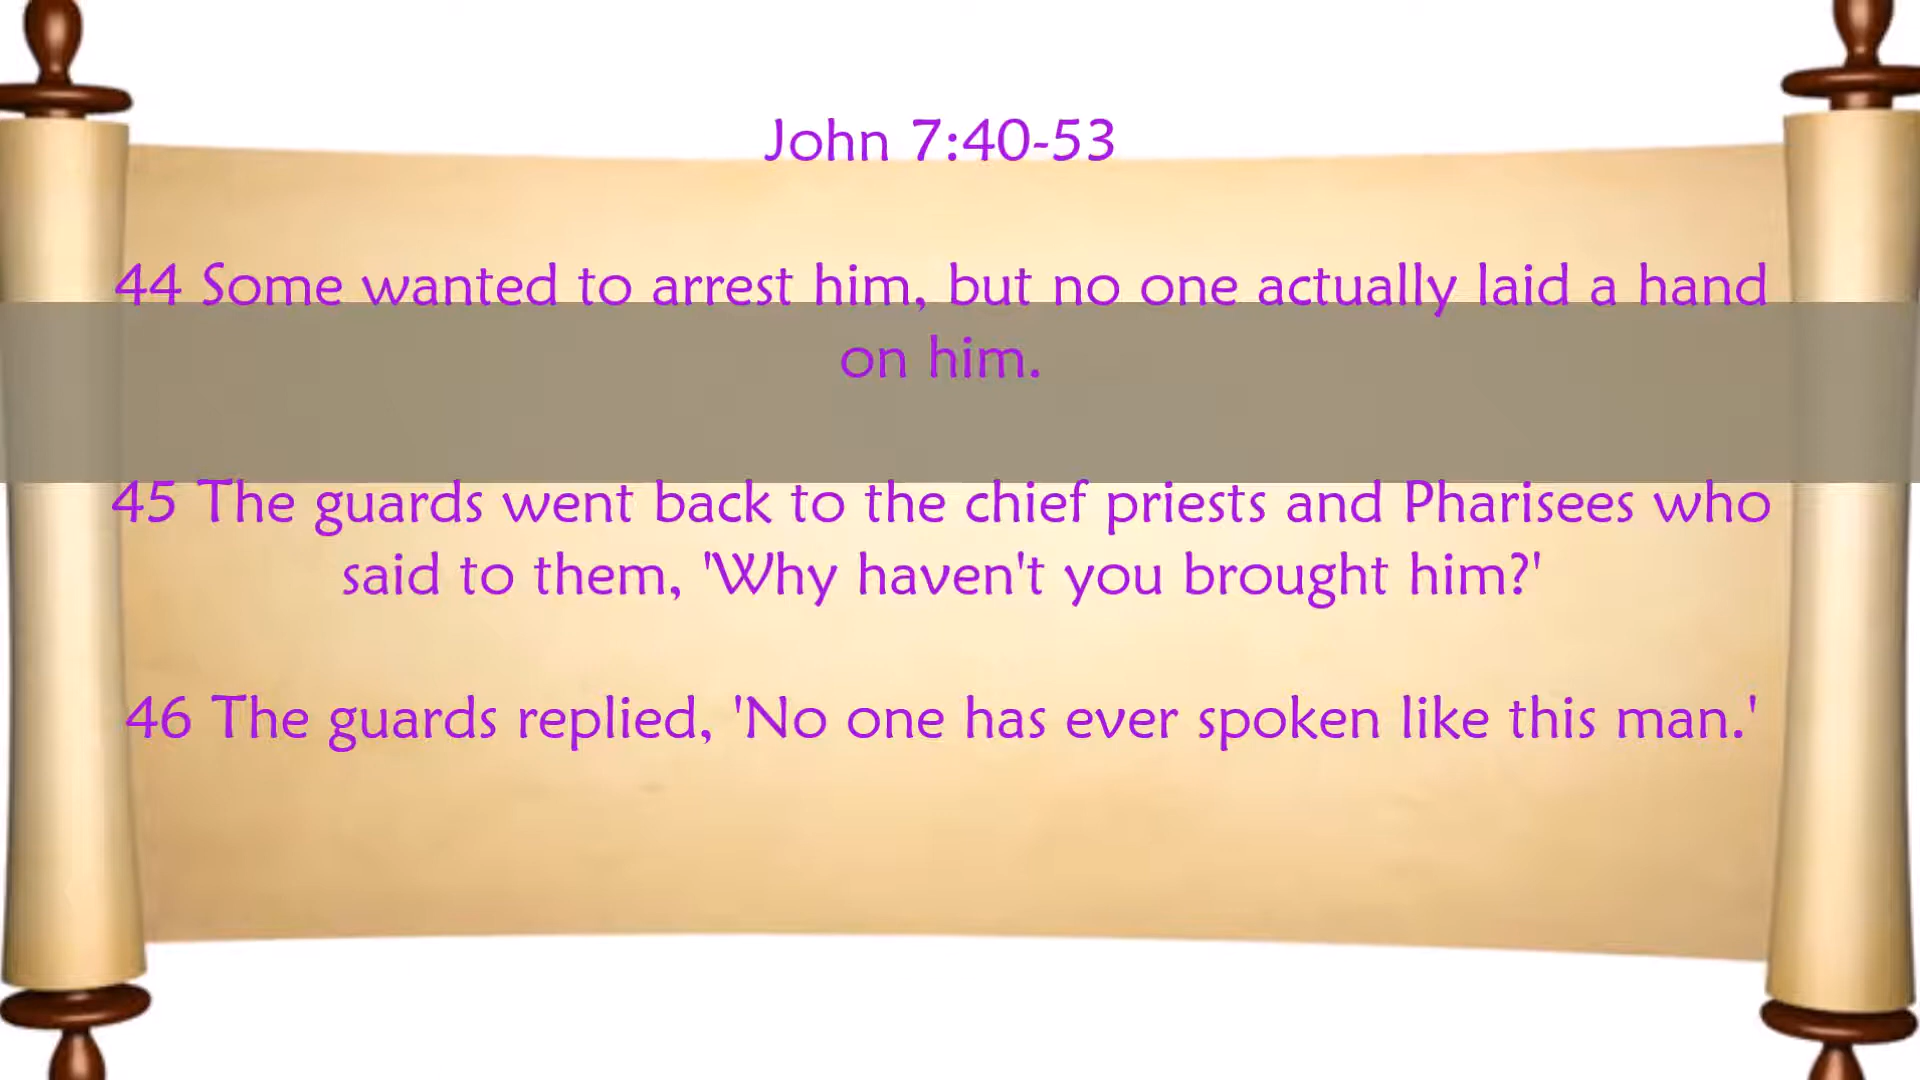 John 7:40-53
44 Some wanted to arrest him, but no one actually laid a hand
on him.
45 The guards went back to the chief priests and Pharisees who
said to them, 'Why haven't you brought him?'
46 The guards replied, 'No one has ever spoken like this man.'